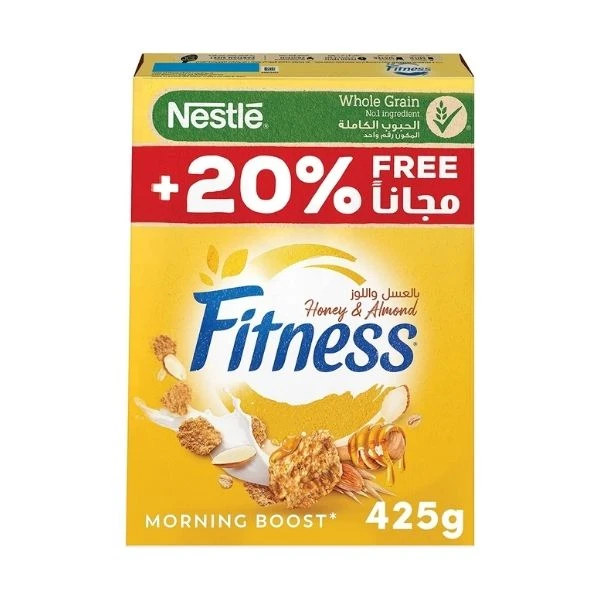 Fitness
Nestlé
Whole Grain
No.1 ingredient
الحبوب الكاملة
المكون رقم واحد
+20% FREE
مجاناً
بالعسل واللوز
Honey & Almond
Fitness
MORNING BOOST*
425g